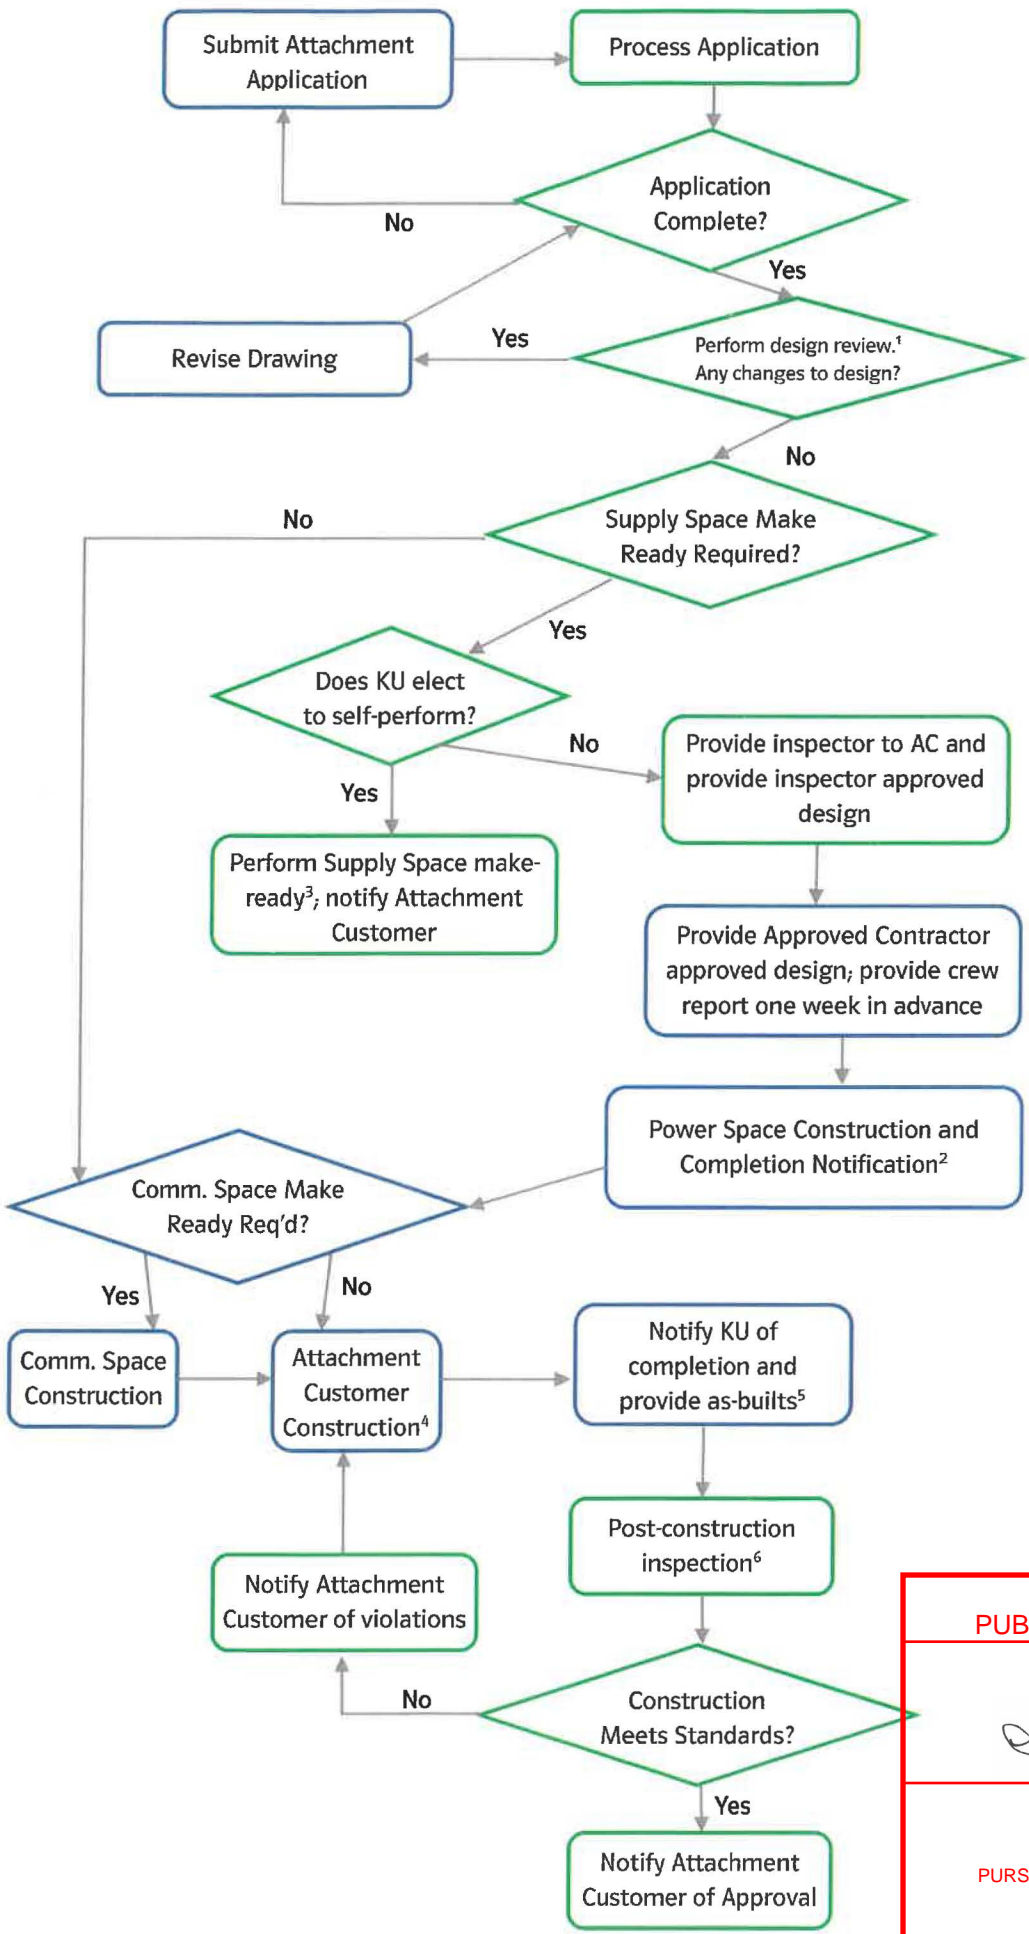 Submit Attachment
Application
Process Application
Application
Complete?
No
Yes
Revise Drawing
Yes
Perform design review.¹
Any changes to design?
No
No
Supply Space Make
Ready Required?
Yes
Does KU elect
to self-perform?
No
Provide inspector to AC and
provide inspector approved
design
Yes
Perform Supply Space make-
ready³; notify Attachment
Customer
Provide Approved Contractor
approved design; provide crew
report one week in advance
Power Space Construction and
Completion Notification²
Comm. Space Make
Ready Req'd?
Yes
No
Comm. Space
Construction
Attachment
Customer
Construction⁴
Notify KU of
completion and
provide as-builts⁵
Post-construction
inspection⁶
Notify Attachment
Customer of violations
No
Construction
Meets Standards?
Yes
Notify Attachment
Customer of Approval
PUB
PURS